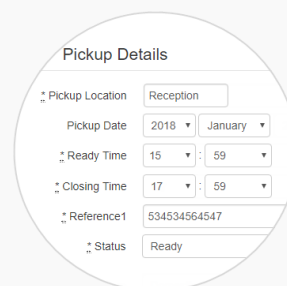 Pickup Details
* Pickup Location Reception
Pickup Date 2018 January
* Ready Time 15 : 59
* Closing Time 17 : 59
* Reference1 534534564547
* Status Ready